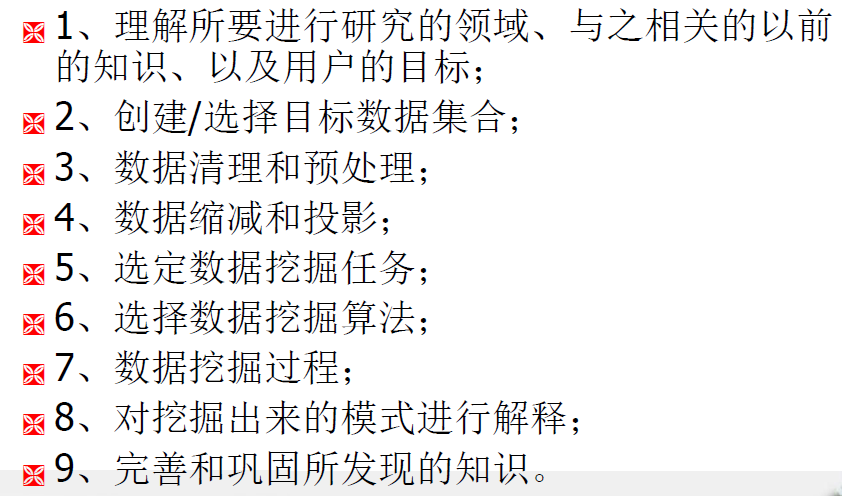 1、理解所要进行研究的领域、与之相关的以前
的知识、以及用户的目标；
2、创建/选择目标数据集合；
3、数据清理和预处理；
4、数据缩减和投影；
5、选定数据挖掘任务；
6、选择数据挖掘算法；
7、数据挖掘过程；
8、对挖掘出来的模式进行解释；
9、完善和巩固所发现的知识。